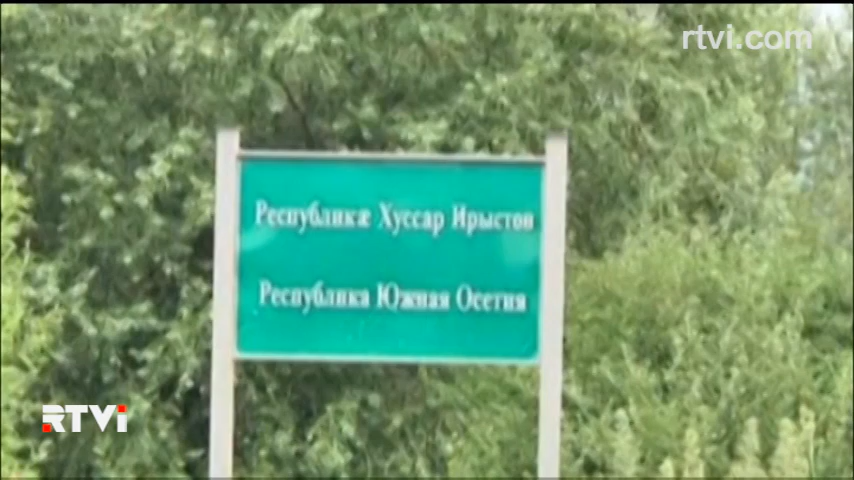 rtvi.com
Республикæ Хуссар Ирыстон
Республика Южная Осетия
RTVi